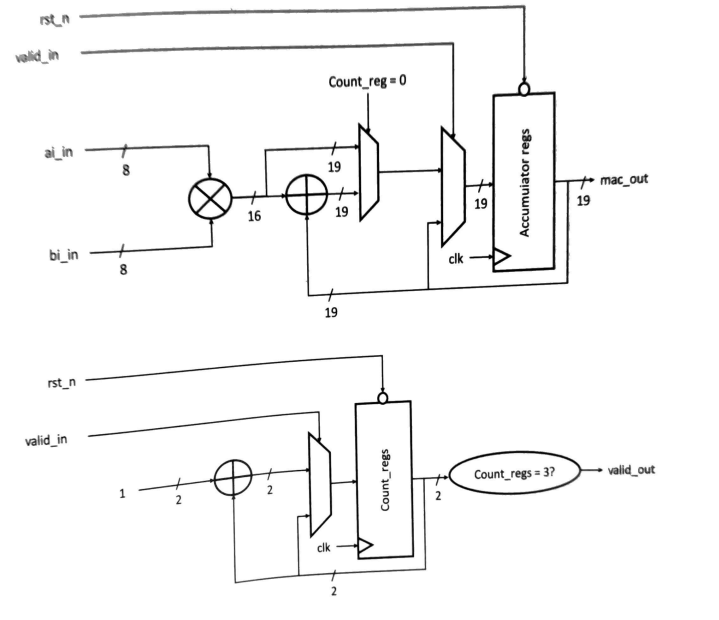 rst_n
valid_in
Count_reg = 0
ai_in
8
19
19
16
bi_in
8
19
Accumulator regs
clk
mac_out
19
19
rst_n
valid_in
1
2
2
Count_regs
clk
2
Count_regs = 3?
valid_out
2